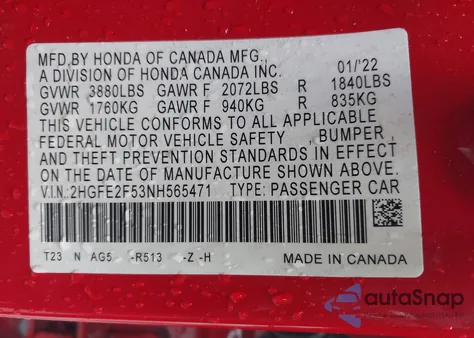 MFD.BY HONDA OF CANADA MFG.,
A DIVISION OF HONDA CANADA INC. 01/'22
GVWR 3880LBS GAWR F 2072LBS R 1840LBS
GVWR 1760KG GAWR F 940KG R 835KG
THIS VEHICLE CONFORMS TO ALL APPLICABLE
FEDERAL MOTOR VEHICLE SAFETY , BUMPER ,
AND THEFT PREVENTION STANDARDS IN EFFECT
ON THE DATE OF MANUFACTURE SHOWN ABOVE.
V.I.N:2HGFE2F53NH565471 TYPE: PASSENGER CAR
T23 N AG5 -R513 -Z -H MADE IN CANADA
autaSnap